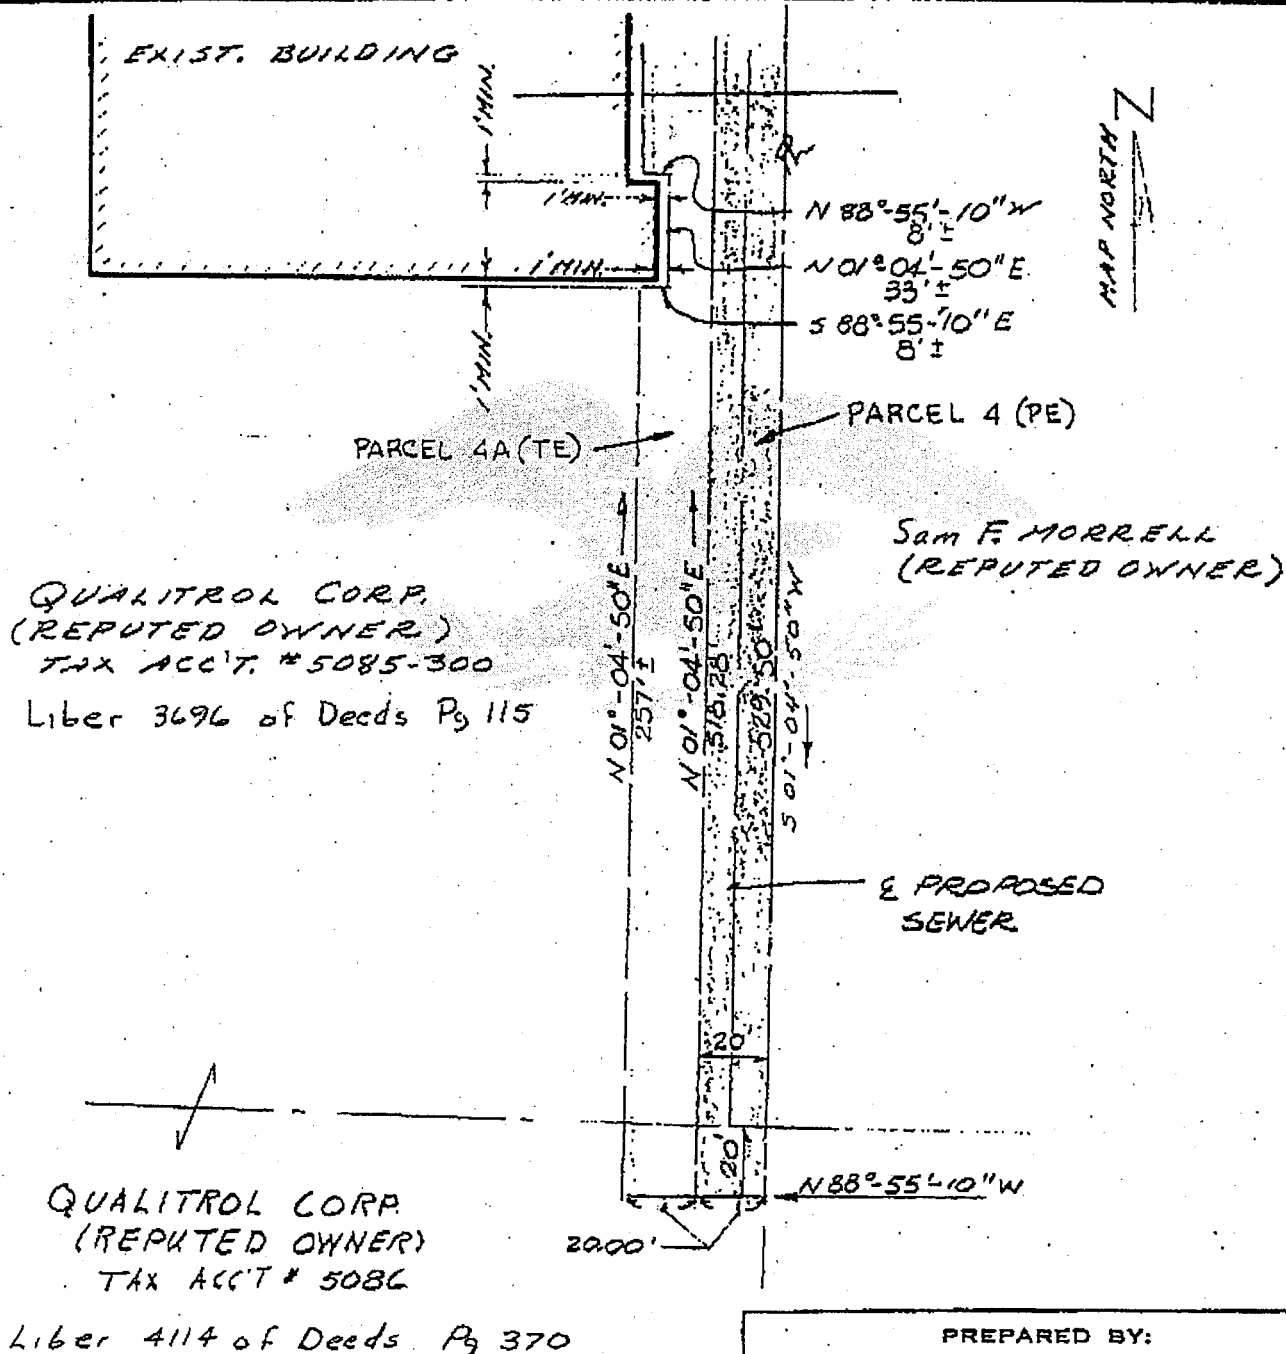 EXIST. BUILDING
1' MIN.
1' MIN.
1' MIN.
1' MIN.
MAP NORTH
N 88°-55'-10" W
8' ±
N 01°-04'-50" E
33' ±
S 88°-55-'10" E
8' ±
PARCEL 4A (TE)
PARCEL 4 (PE)
Sam F. MORRELL
(REPUTED OWNER)
QUALITROL CORP.
(REPUTED OWNER)
TAX ACC'T. # 5085-300
Liber 3696 of Deeds Pg 115
N 01°-04'-50" E
257' ±
N 01°-04'-50" E
518.28'
529.50'
S 01°-04'-50" W
℄ PROPOSED
SEWER
20'
20'
N 88°-55'-10" W
20.00'
QUALITROL CORP.
(REPUTED OWNER)
TAX ACC'T # 5086
Liber 4114 of Deeds Pg 370
PREPARED BY: